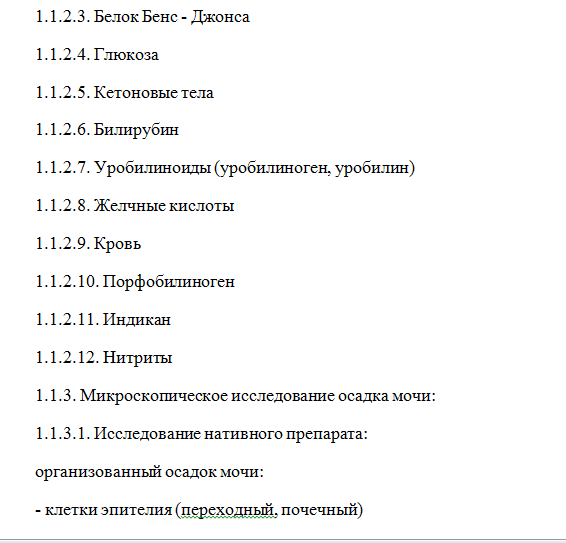 1.1.2.3. Белок Бенс - Джонса
1.1.2.4. Глюкоза
1.1.2.5. Кетоновые тела
1.1.2.6. Билирубин
1.1.2.7. Уробилиноиды (уробилиноген, уробилин)
1.1.2.8. Желчные кислоты
1.1.2.9. Кровь
1.1.2.10. Порфобилиноген
1.1.2.11. Индикан
1.1.2.12. Нитриты
1.1.3. Микроскопическое исследование осадка мочи:
1.1.3.1. Исследование нативного препарата:
организованный осадок мочи:
- клетки эпителия (переходный, почечный)